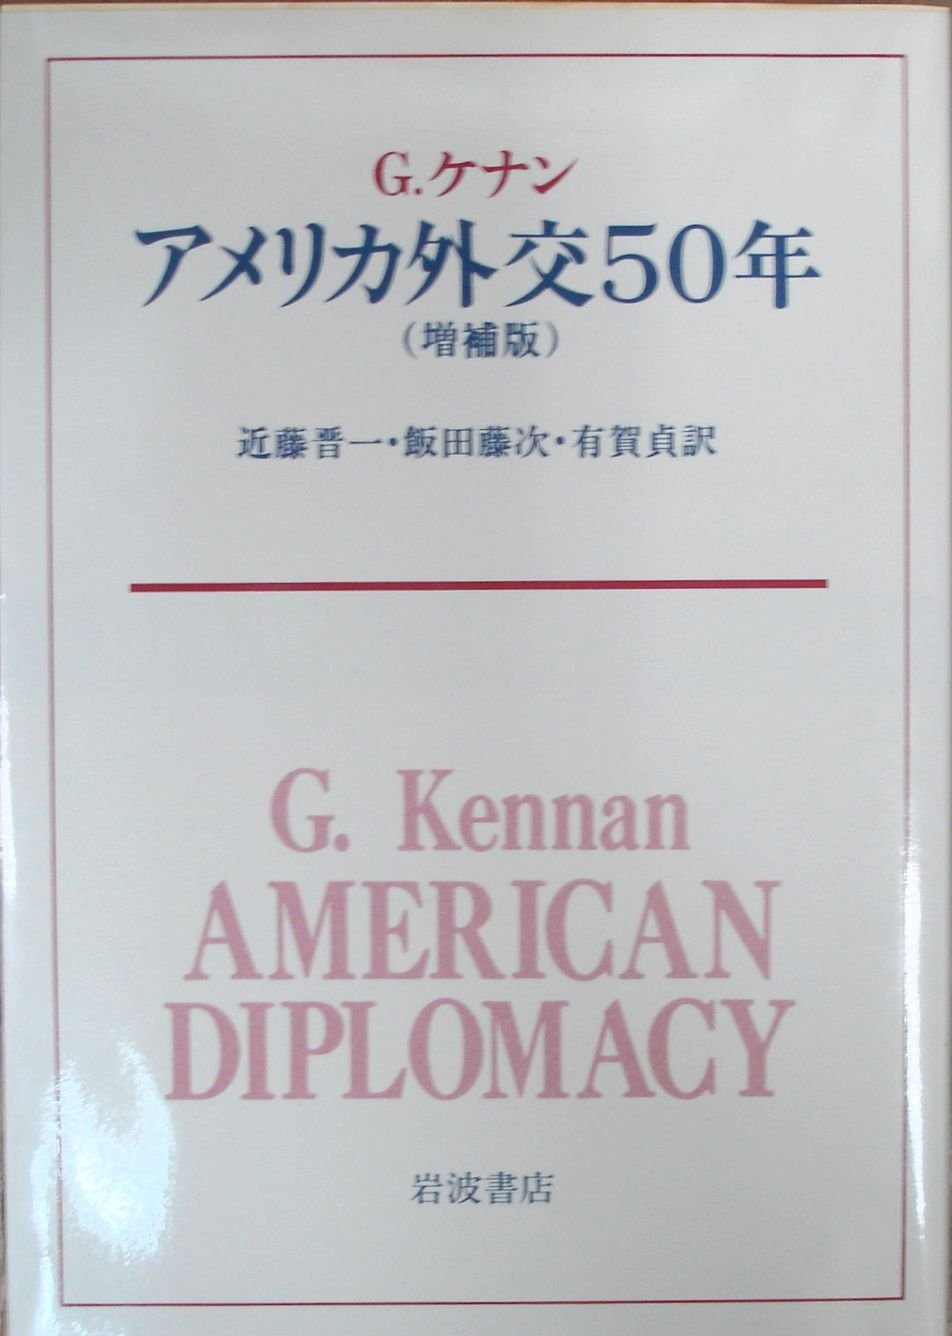 G.ケナン
アメリカ外交50年
（増補版）
近藤晋一・飯田藤次・有賀貞訳
G. Kennan
AMERICAN
DIPLOMACY
岩波書店